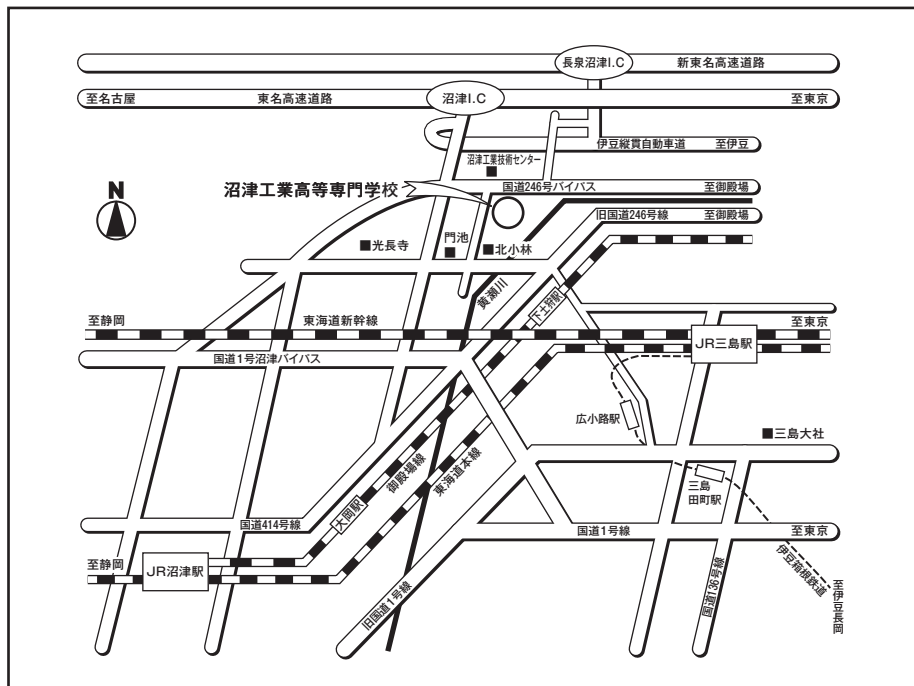 長泉沼津I.C
新東名高速道路
至名古屋
東名高速道路
沼津I.C
至東京
伊豆縦貫自動車道
至伊豆
沼津工業技術センター
沼津工業高等専門学校
国道246号バイパス
至御殿場
N
旧国道246号線
至御殿場
■光長寺
門池
■
■北小林
黄瀬川
下土狩駅
至静岡
東海道新幹線
至東京
JR三島駅
国道1号沼津バイパス
広小路駅
■三島大社
御殿場線
東海道本線
三島
田町駅
大岡駅
国道414号線
国道1号線
至東京
至静岡
JR沼津駅
旧国道1号線
国道136号線
伊豆箱根鉄道
至伊豆長岡